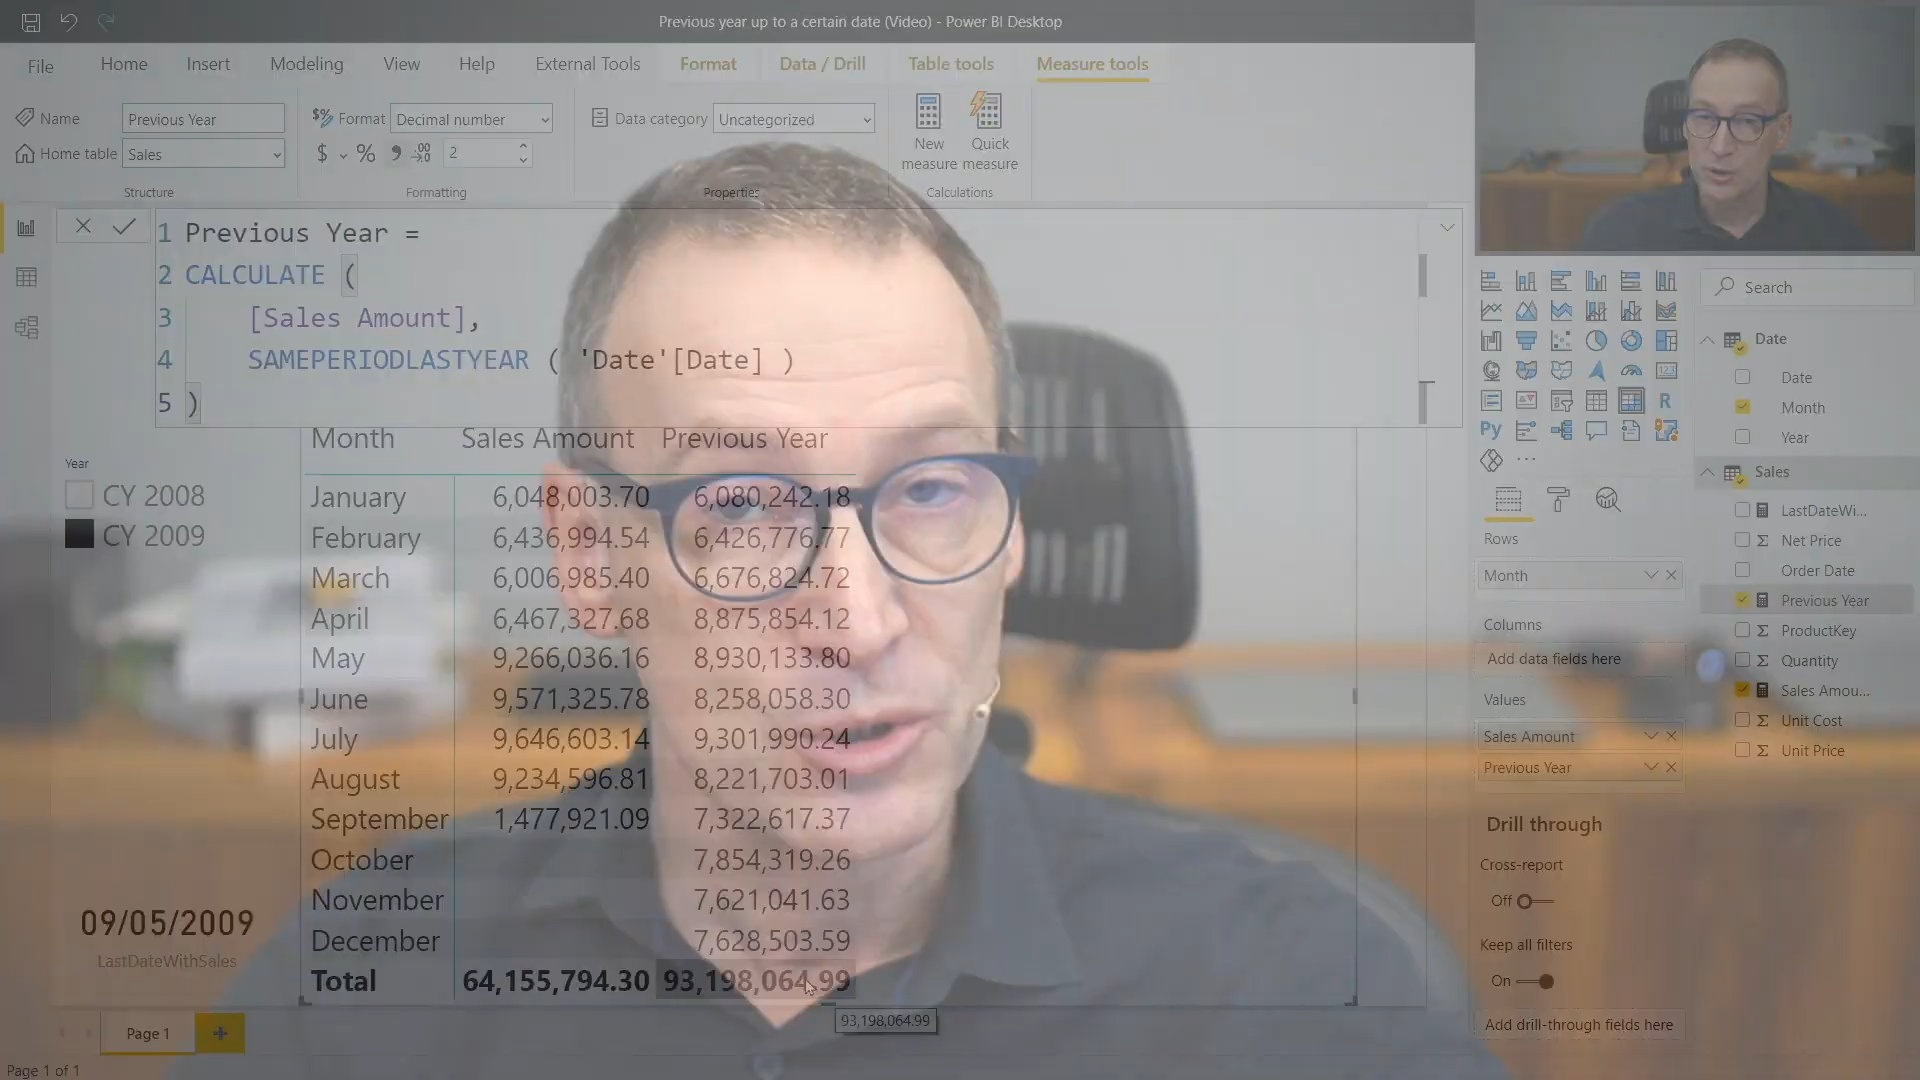 Previous year up to a certain date (Video) - Power BI Desktop
File Home Insert Modeling View Help External Tools Format Data / Drill Table tools Measure tools
Name Previous Year
Home table Sales
Structure
$% Format Decimal number
$ % 9 .00 2
Formatting
Data category Uncategorized
Properties
New measure
Quick measure
Calculations
1 Previous Year =
2 CALCULATE (
3 [Sales Amount],
4 SAMEPERIODLASTYEAR ( 'Date'[Date] )
5 )
Year
CY 2008
CY 2009
09/05/2009
LastDateWithSales
Month Sales Amount Previous Year
January 6,048,003.70 6,080,242.18
February 6,436,994.54 6,426,776.77
March 6,006,985.40 6,676,824.72
April 6,467,327.68 8,875,854.12
May 9,266,036.16 8,930,133.80
June 9,571,325.78 8,258,058.30
July 9,646,603.14 9,301,990.24
August 9,234,596.81 8,221,703.01
September 1,477,921.09 7,322,617.37
October 7,854,319.26
November 7,621,041.63
December 7,628,503.59
Total 64,155,794.30 93,198,064.99
93,198,064.99
Page 1 +
Page 1 of 1
123
R
Py
...
Rows
Month
Columns
Add data fields here
Values
Sales Amount
Previous Year
Drill through
Cross-report
Off
Keep all filters
On
Add drill-through fields here
Search
Date
Date
Month
Year
Sales
LastDateWi...
Σ Net Price
Order Date
Previous Year
Σ ProductKey
Σ Quantity
Sales Amou...
Σ Unit Cost
Σ Unit Price